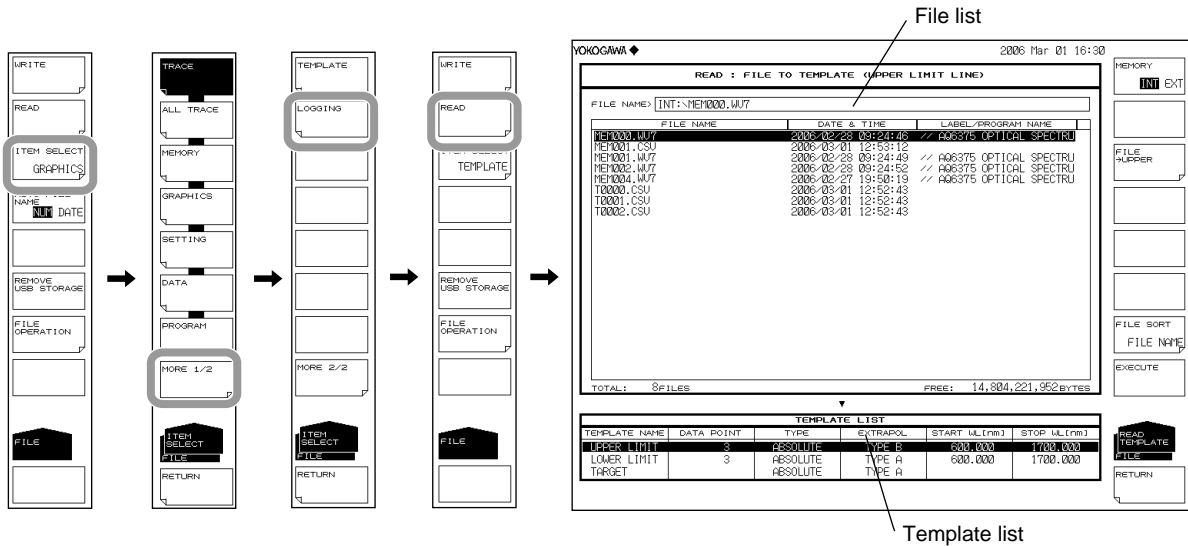 File list
WRITE
READ
ITEM SELECT
GRAPHICS
NAME
NUM DATE
REMOVE
USB STORAGE
FILE
OPERATION
FILE
TRACE
ALL TRACE
MEMORY
GRAPHICS
SETTING
DATA
PROGRAM
MORE 1/2
ITEM
SELECT
FILE
RETURN
TEMPLATE
LOGGING
MORE 2/2
ITEM
SELECT
FILE
RETURN
WRITE
READ
TEMPLATE
REMOVE
USB STORAGE
FILE
OPERATION
FILE
YOKOGAWA 2006 Mar 01 16:30
READ : FILE TO TEMPLATE (UPPER LIMIT LINE)
FILE NAME> INT:\MEM000.WV7
FILE NAME DATE & TIME LABEL/PROGRAM NAME
MEM000.WV7 2006/02/28 09:24:46 // AQ6375 OPTICAL SPECTRU
MEM001.CSV 2006/03/01 12:53:12
MEM001.WV7 2006/02/28 09:24:49 // AQ6375 OPTICAL SPECTRU
MEM002.WV7 2006/02/28 09:24:52 // AQ6375 OPTICAL SPECTRU
MEM004.WV7 2006/02/27 19:50:19 // AQ6375 OPTICAL SPECTRU
T0000.CSV 2006/03/01 12:52:43
T0001.CSV 2006/03/01 12:52:43
T0002.CSV 2006/03/01 12:52:43
TOTAL: 8FILES FREE: 14,804,221,952BYTES
TEMPLATE LIST
TEMPLATE NAME DATA POINT TYPE EXTRAPOL START WL[nm] STOP WL[nm]
UPPER LIMIT 3 ABSOLUTE TYPE B 600.000 1700.000
LOWER LIMIT 3 ABSOLUTE TYPE A 600.000 1700.000
TARGET ABSOLUTE TYPE A
MEMORY
INT EXT
FILE
→UPPER
FILE SORT
FILE NAME
EXECUTE
READ
TEMPLATE
FILE
RETURN
Template list